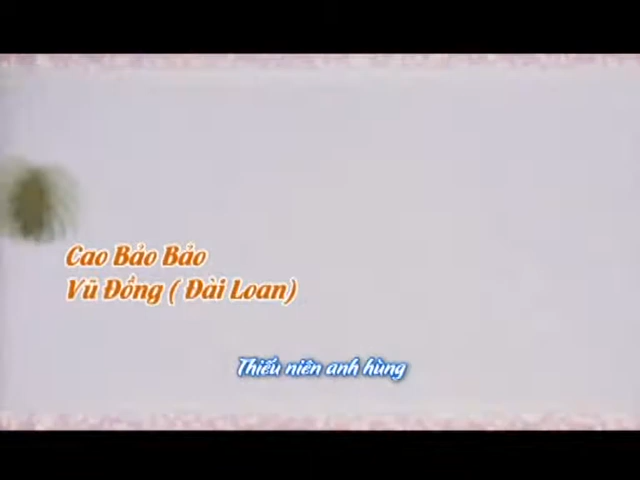 Cao Bảo Bảo
Vũ Đồng ( Đài Loan)
Thiếu niên anh hùng